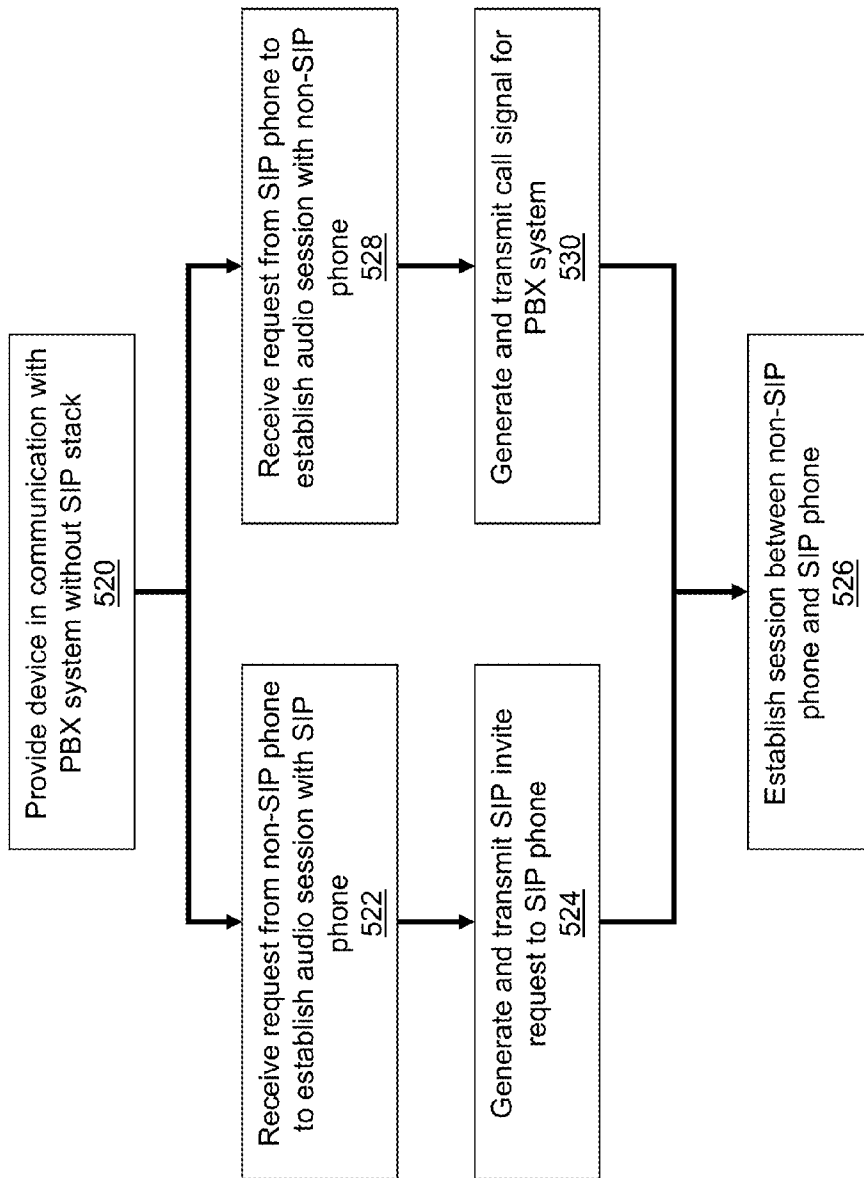 Provide device in communication with
PBX system without SIP stack
520
Receive request from non-SIP phone
to establish audio session with SIP
phone
522
Generate and transmit SIP invite
request to SIP phone
524
Receive request from SIP phone to
establish audio session with non-SIP
phone
528
Generate and transmit call signal for
PBX system
530
Establish session between non-SIP
phone and SIP phone
526